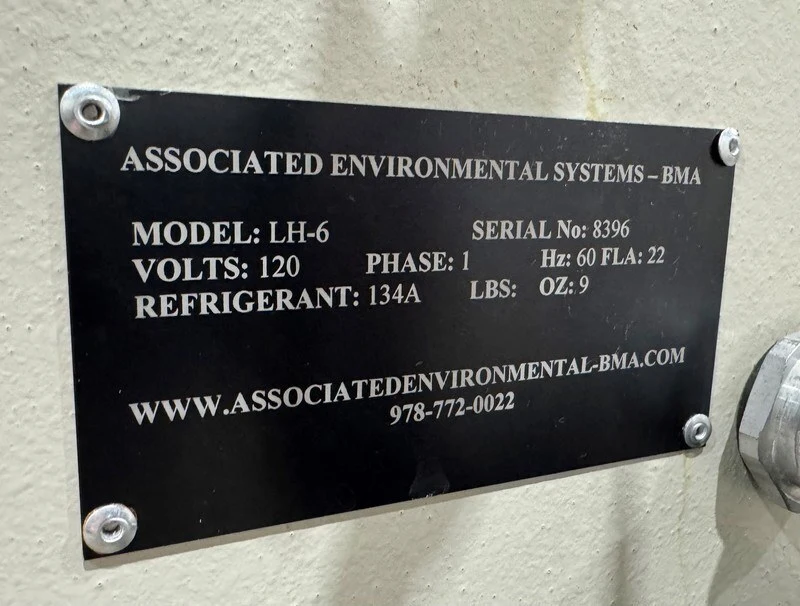 ASSOCIATED ENVIRONMENTAL SYSTEMS – BMA
MODEL: LH-6 SERIAL No: 8396
VOLTS: 120 PHASE: 1 Hz: 60 FLA: 22
REFRIGERANT: 134A LBS: OZ: 9
WWW.ASSOCIATEDENVIRONMENTAL-BMA.COM
978-772-0022